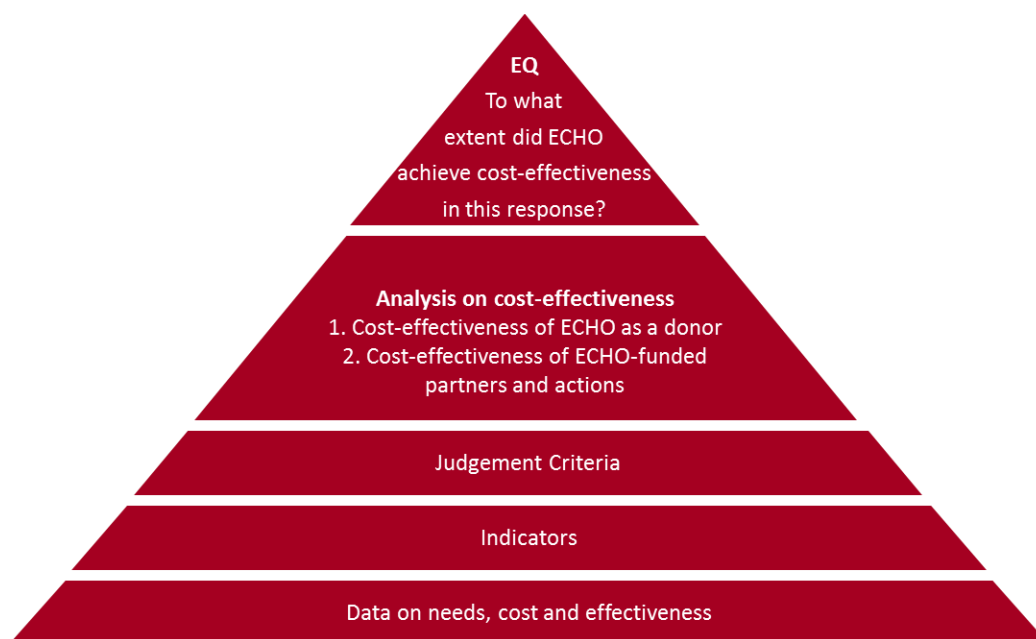 EQ
To what
extent did ECHO
achieve cost-effectiveness
in this response?
Analysis on cost-effectiveness
1. Cost-effectiveness of ECHO as a donor
2. Cost-effectiveness of ECHO-funded
partners and actions
Judgement Criteria
Indicators
Data on needs, cost and effectiveness